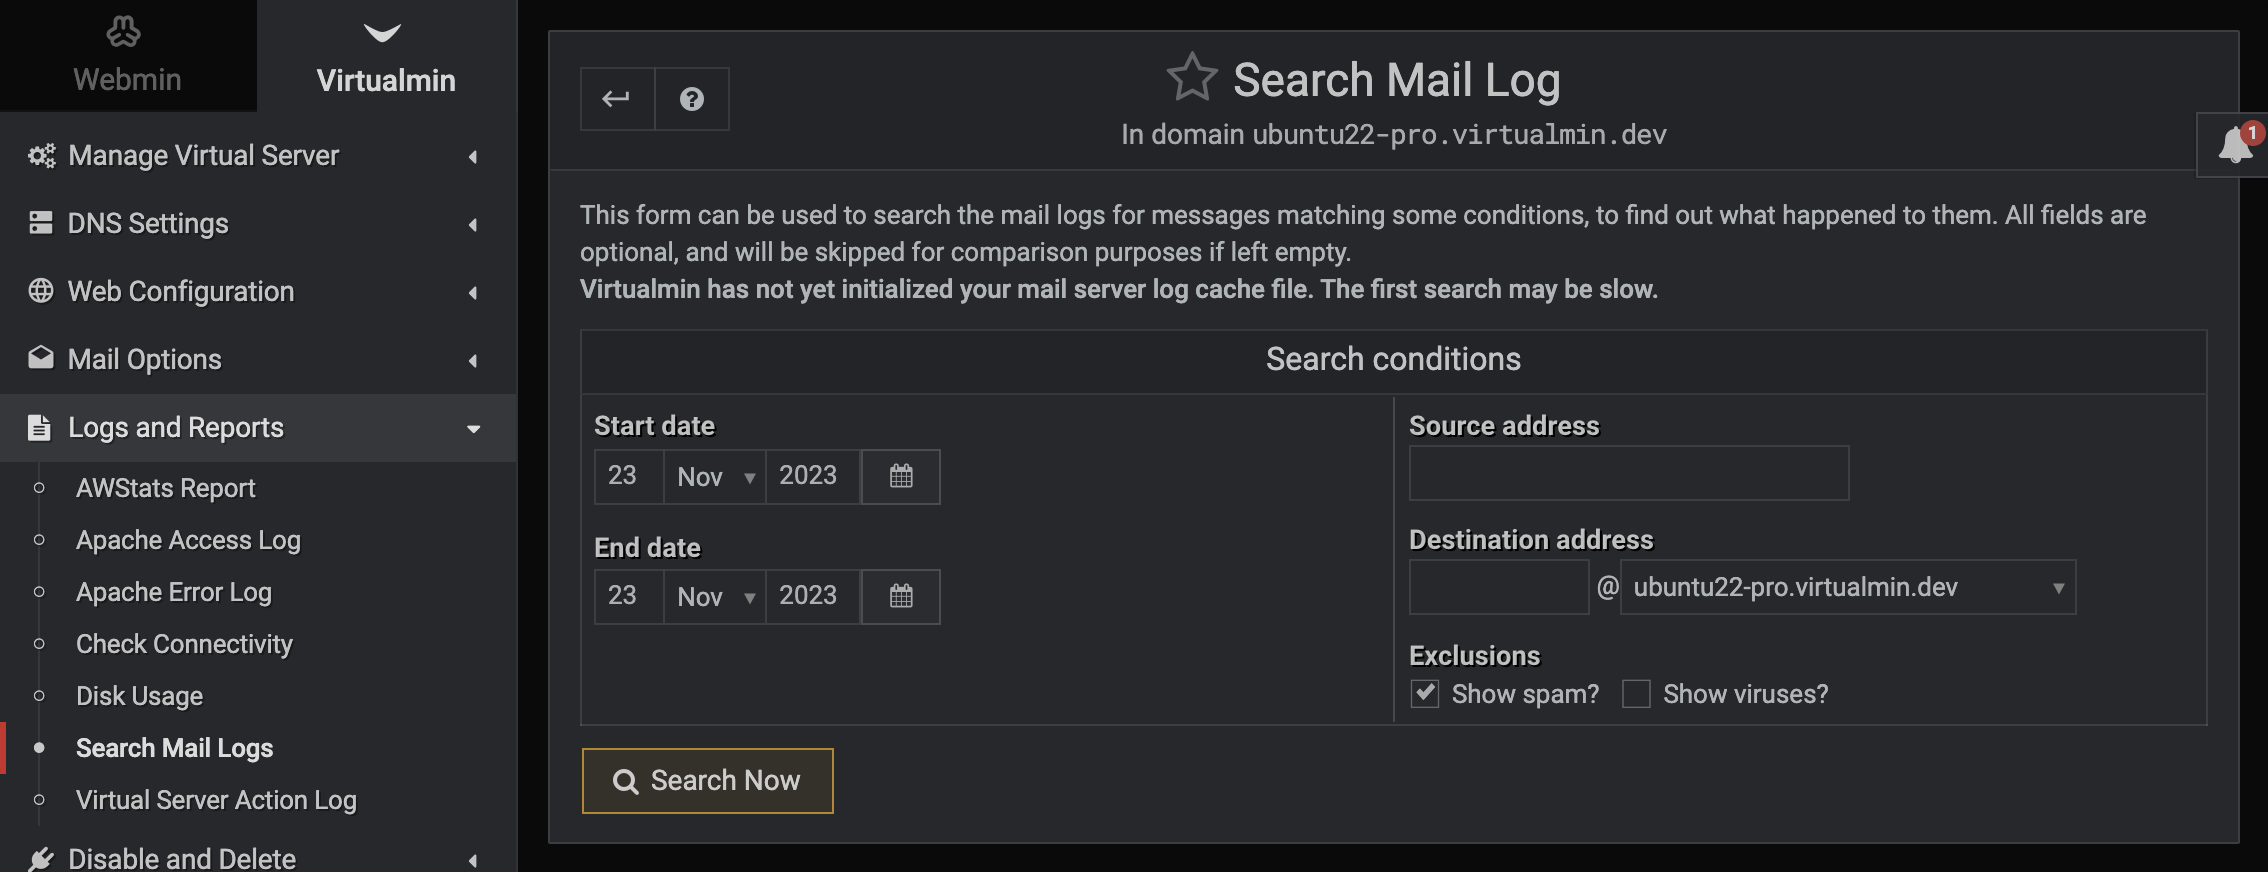 Webmin
Virtualmin
Manage Virtual Server
DNS Settings
Web Configuration
Mail Options
Logs and Reports
AWStats Report
Apache Access Log
Apache Error Log
Check Connectivity
Disk Usage
Search Mail Logs
Virtual Server Action Log
Disable and Delete
Search Mail Log
In domain ubuntu22-pro.virtualmin.dev
1
This form can be used to search the mail logs for messages matching some conditions, to find out what happened to them. All fields are
optional, and will be skipped for comparison purposes if left empty.
Virtualmin has not yet initialized your mail server log cache file. The first search may be slow.
Search conditions
Start date
23 Nov 2023
End date
23 Nov 2023
Source address
Destination address
@ ubuntu22-pro.virtualmin.dev
Exclusions
Show spam? Show viruses?
Search Now